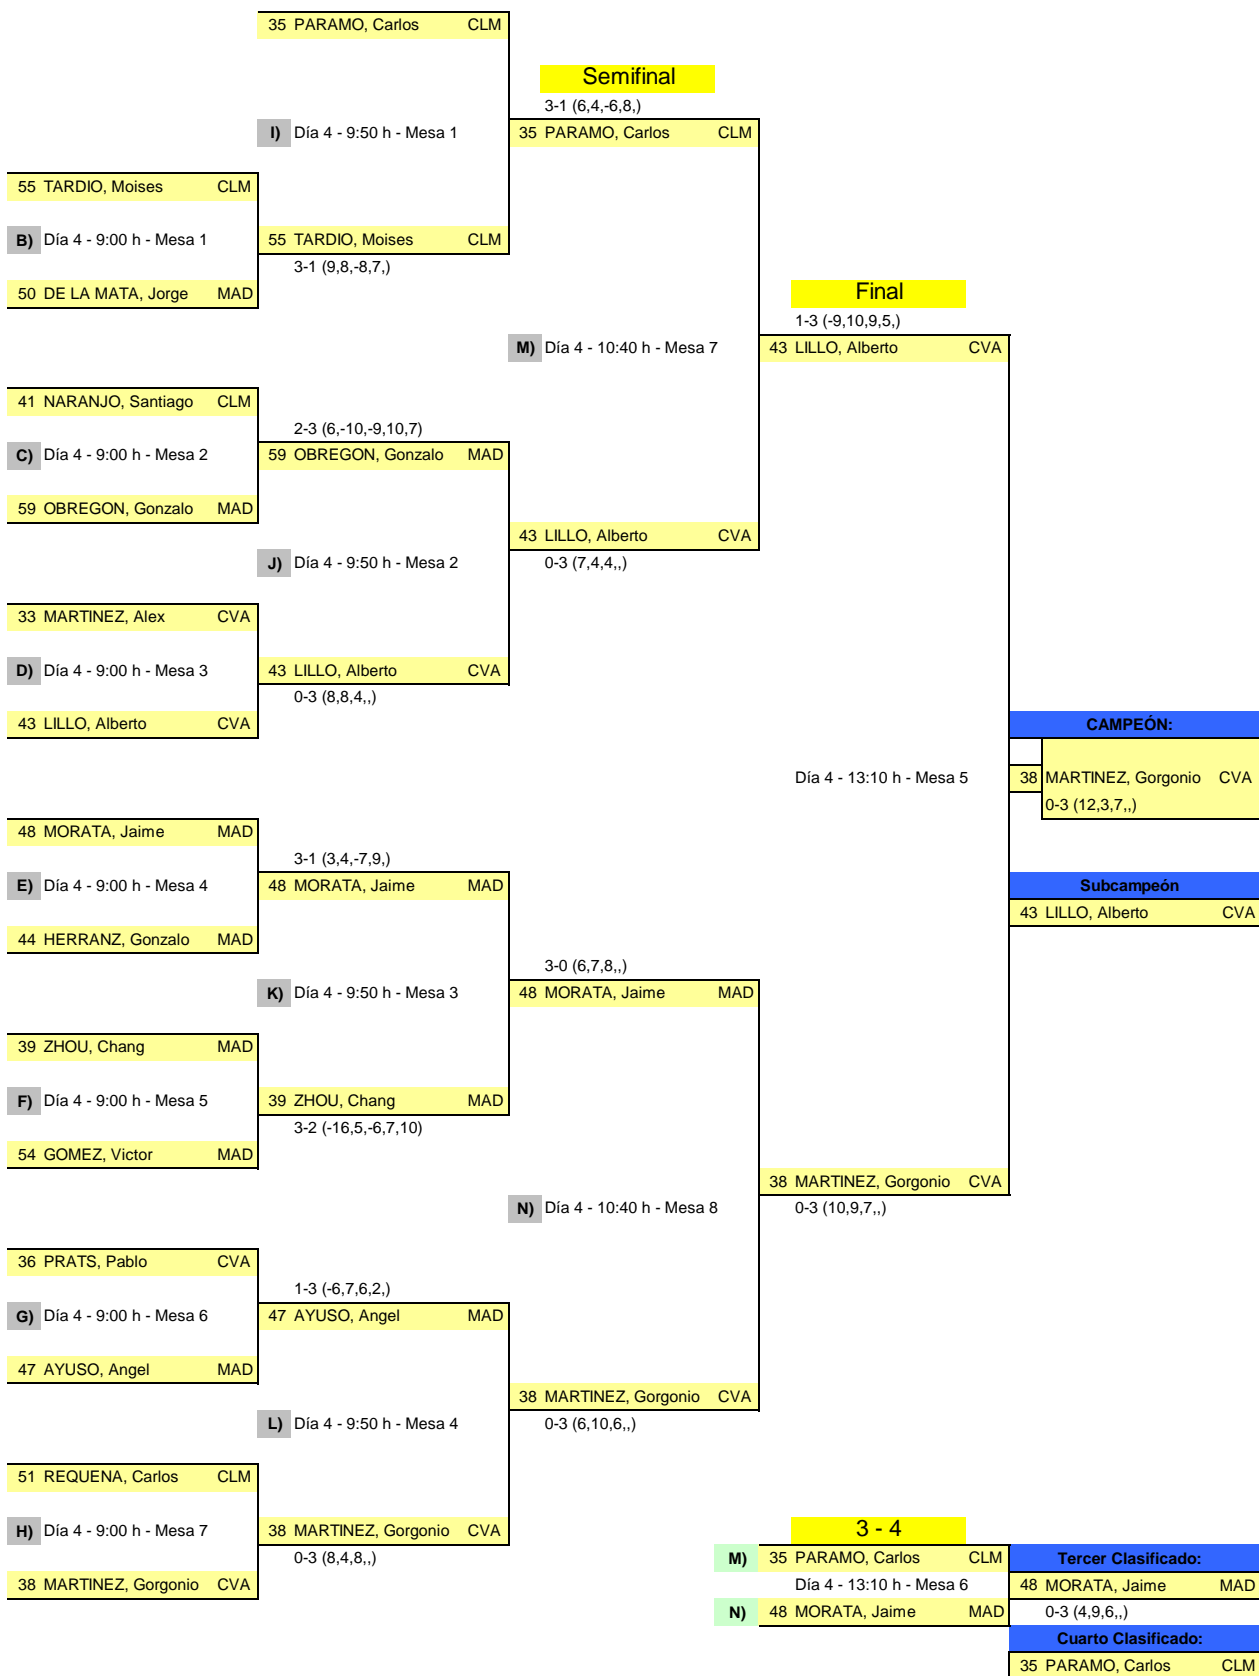 35 PARAMO, Carlos CLM
Semifinal
3-1 (6,4,-6,8,)
I) Día 4 - 9:50 h - Mesa 1
35 PARAMO, Carlos CLM
55 TARDIO, Moises CLM
B) Día 4 - 9:00 h - Mesa 1
55 TARDIO, Moises CLM
3-1 (9,8,-8,7,)
50 DE LA MATA, Jorge MAD
Final
1-3 (-9,10,9,5,)
M) Día 4 - 10:40 h - Mesa 7
43 LILLO, Alberto CVA
41 NARANJO, Santiago CLM
2-3 (6,-10,-9,10,7)
C) Día 4 - 9:00 h - Mesa 2
59 OBREGON, Gonzalo MAD
59 OBREGON, Gonzalo MAD
43 LILLO, Alberto CVA
J) Día 4 - 9:50 h - Mesa 2
0-3 (7,4,4,,)
33 MARTINEZ, Alex CVA
D) Día 4 - 9:00 h - Mesa 3
43 LILLO, Alberto CVA
0-3 (8,8,4,,)
43 LILLO, Alberto CVA
CAMPEÓN:
Día 4 - 13:10 h - Mesa 5
38 MARTINEZ, Gorgonio CVA
0-3 (12,3,7,,)
48 MORATA, Jaime MAD
3-1 (3,4,-7,9,)
E) Día 4 - 9:00 h - Mesa 4
48 MORATA, Jaime MAD
Subcampeón
43 LILLO, Alberto CVA
44 HERRANZ, Gonzalo MAD
3-0 (6,7,8,,)
K) Día 4 - 9:50 h - Mesa 3
48 MORATA, Jaime MAD
39 ZHOU, Chang MAD
F) Día 4 - 9:00 h - Mesa 5
39 ZHOU, Chang MAD
3-2 (-16,5,-6,7,10)
54 GOMEZ, Victor MAD
38 MARTINEZ, Gorgonio CVA
N) Día 4 - 10:40 h - Mesa 8
0-3 (10,9,7,,)
36 PRATS, Pablo CVA
1-3 (-6,7,6,2,)
G) Día 4 - 9:00 h - Mesa 6
47 AYUSO, Angel MAD
47 AYUSO, Angel MAD
38 MARTINEZ, Gorgonio CVA
L) Día 4 - 9:50 h - Mesa 4
0-3 (6,10,6,,)
51 REQUENA, Carlos CLM
H) Día 4 - 9:00 h - Mesa 7
38 MARTINEZ, Gorgonio CVA
0-3 (8,4,8,,)
38 MARTINEZ, Gorgonio CVA
3 - 4
M) 35 PARAMO, Carlos CLM
Tercer Clasificado:
Día 4 - 13:10 h - Mesa 6
48 MORATA, Jaime MAD
N) 48 MORATA, Jaime MAD
0-3 (4,9,6,,)
Cuarto Clasificado:
35 PARAMO, Carlos CLM